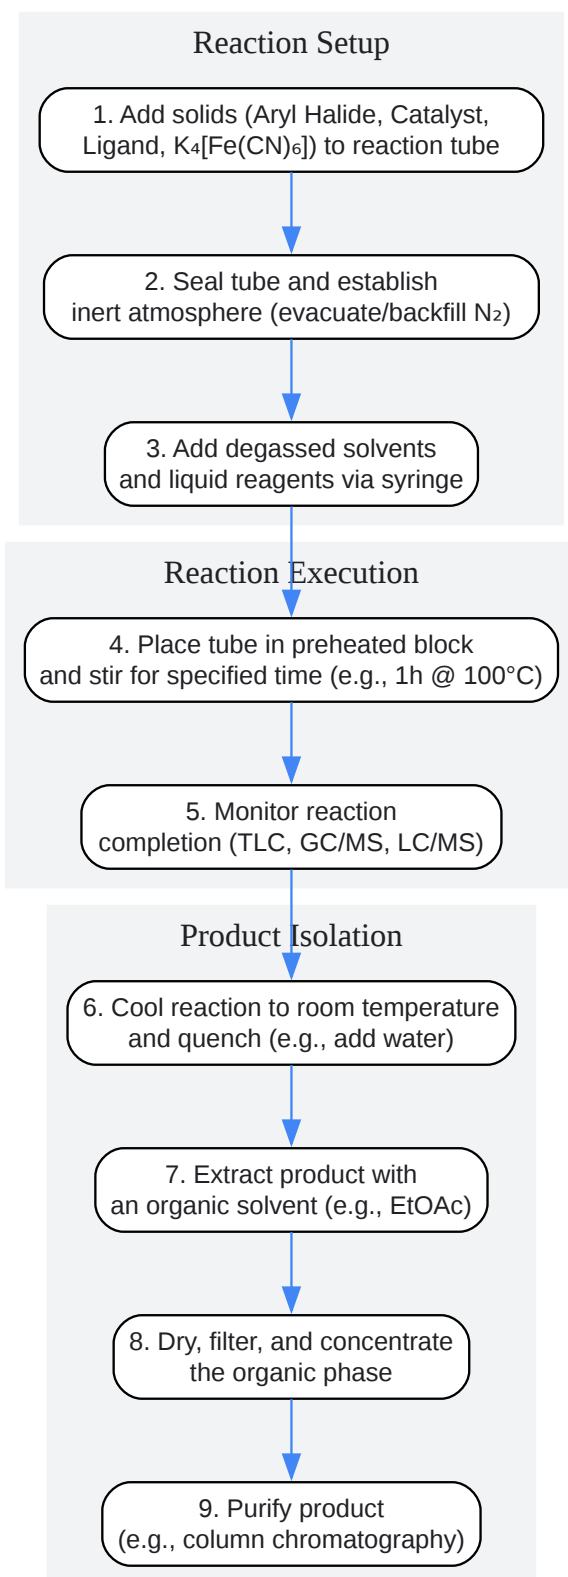 Reaction Setup
1. Add solids (Aryl Halide, Catalyst,
Ligand, K₄[Fe(CN)₆]) to reaction tube
2. Seal tube and establish
inert atmosphere (evacuate/backfill N₂)
3. Add degassed solvents
and liquid reagents via syringe
Reaction Execution
4. Place tube in preheated block
and stir for specified time (e.g., 1h @ 100°C)
5. Monitor reaction
completion (TLC, GC/MS, LC/MS)
Product Isolation
6. Cool reaction to room temperature
and quench (e.g., add water)
7. Extract product with
an organic solvent (e.g., EtOAc)
8. Dry, filter, and concentrate
the organic phase
9. Purify product
(e.g., column chromatography)